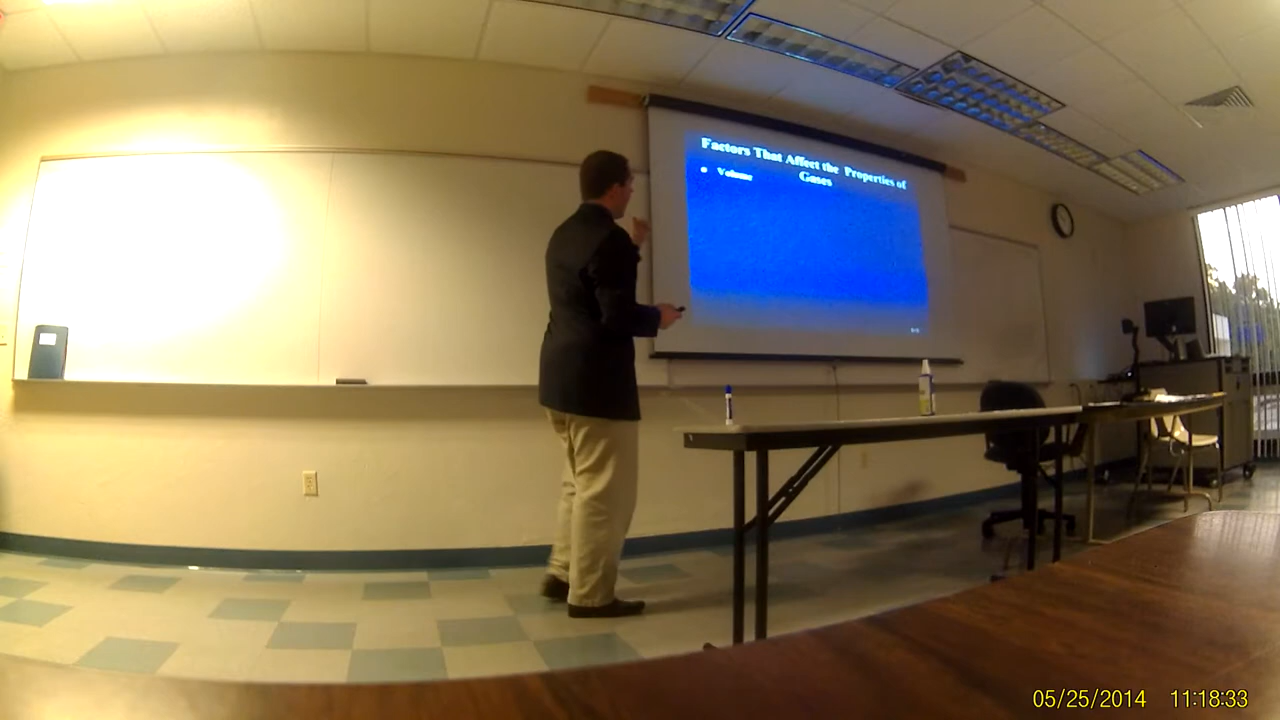 Factors That Affect the Properties of
Gases
• Volume
05/25/2014 11:18:33